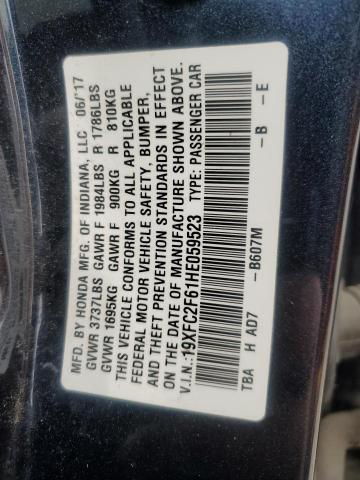 MFD. BY HONDA MFG. OF INDIANA, LLC 06/'17
GVWR 3737LBS GAWR F 1984LBS R 1786LBS
GVWR 1695KG GAWR F 900KG R 810KG
THIS VEHICLE CONFORMS TO ALL APPLICABLE
FEDERAL MOTOR VEHICLE SAFETY, BUMPER,
AND THEFT PREVENTION STANDARDS IN EFFECT
ON THE DATE OF MANUFACTURE SHOWN ABOVE.
V.I.N.: 19XFC2F61HE059523 TYPE: PASSENGER CAR
TBA H AD7 -B607M -B -E